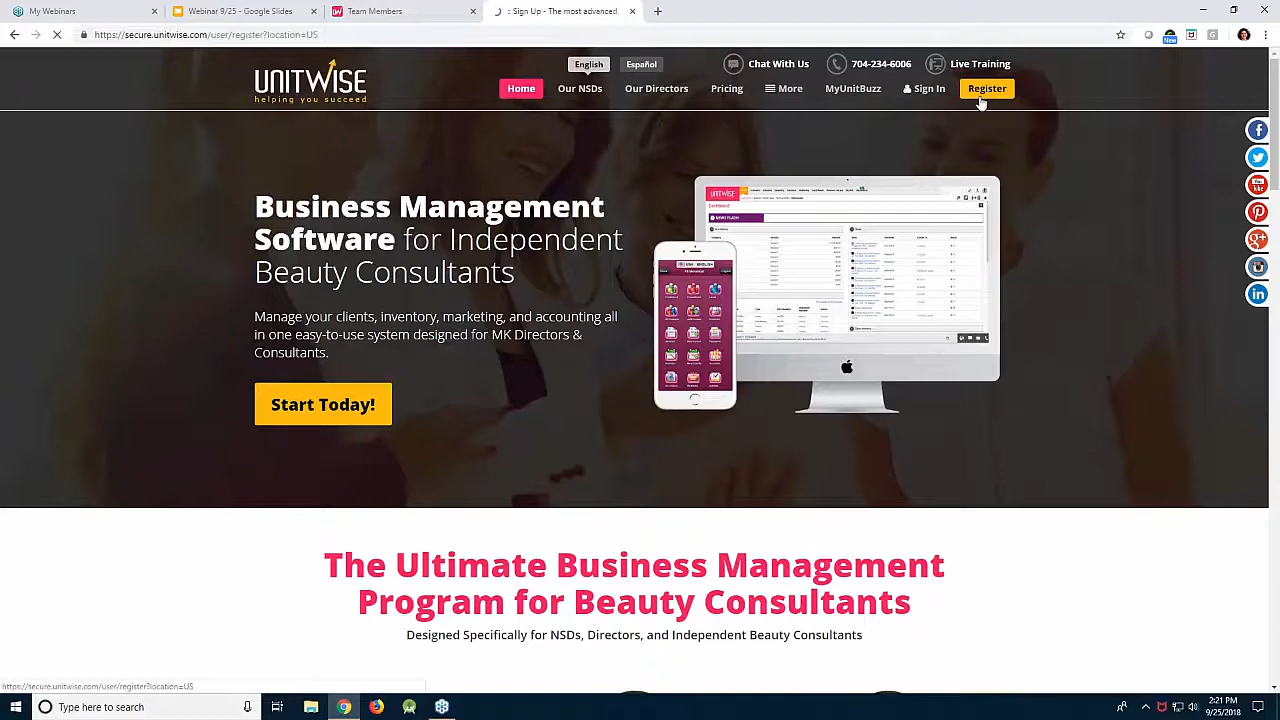 My Webinars
Webinar 9/25 - Google Slides
Team Members
: Sign Up - The most advanced,
https://secure.unitwise.com/user/register?location=US
New
UNITWISE
helping you succeed
English
Español
Chat With Us
704-234-6006
Live Training
Home
Our NSDs
Our Directors
Pricing
More
MyUnitBuzz
Sign In
Register
Business Management
Software for Independent
Beauty Consultants
Manage your clients, inventory, marketing, and accounting
in one easy-to-use system
MK Directors &
Consultants.
Start Today!
The Ultimate Business Management
Program for Beauty Consultants
Designed Specifically for NSDs, Directors, and Independent Beauty Consultants
https://secure.unitwise.com/user/register?location=US
Type here to search
2:21 PM
9/25/2018